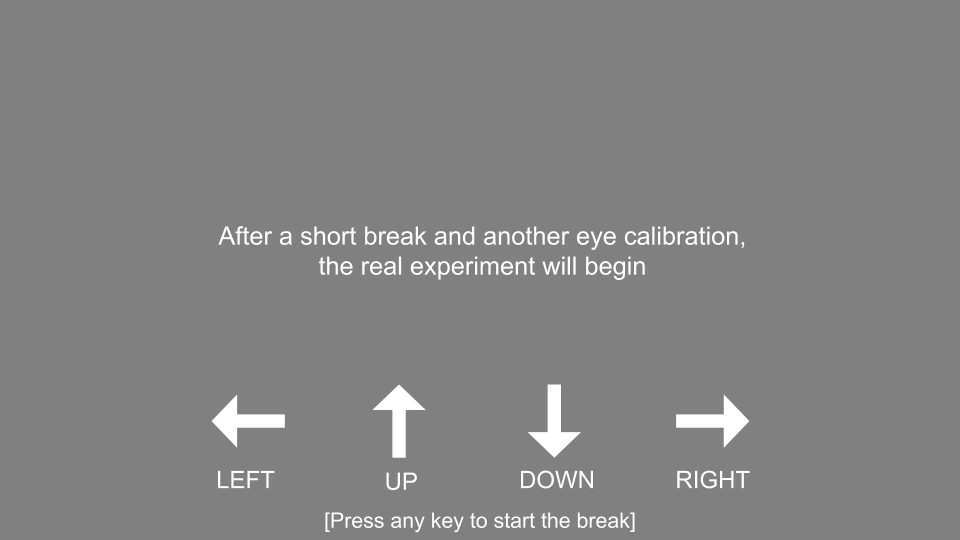 After a short break and another eye calibration,
the real experiment will begin
LEFT UP DOWN RIGHT
[Press any key to start the break]